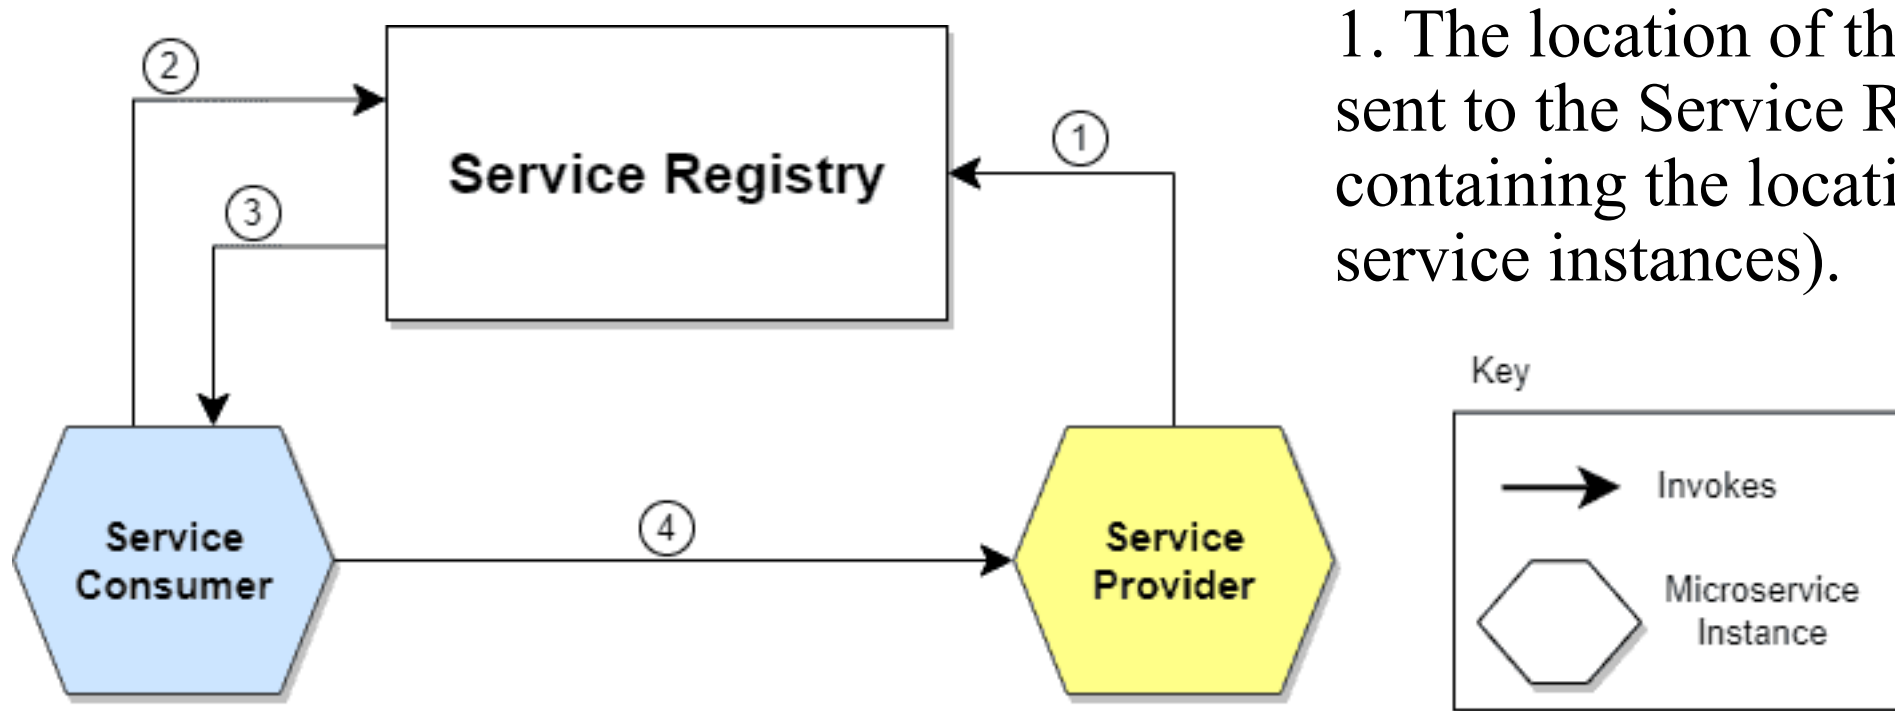 2
Service Registry
1
3
Service
Consumer
4
Service
Provider
1. The location of th
sent to the Service R
containing the locati
service instances).
Key
Invokes
Microservice
Instance